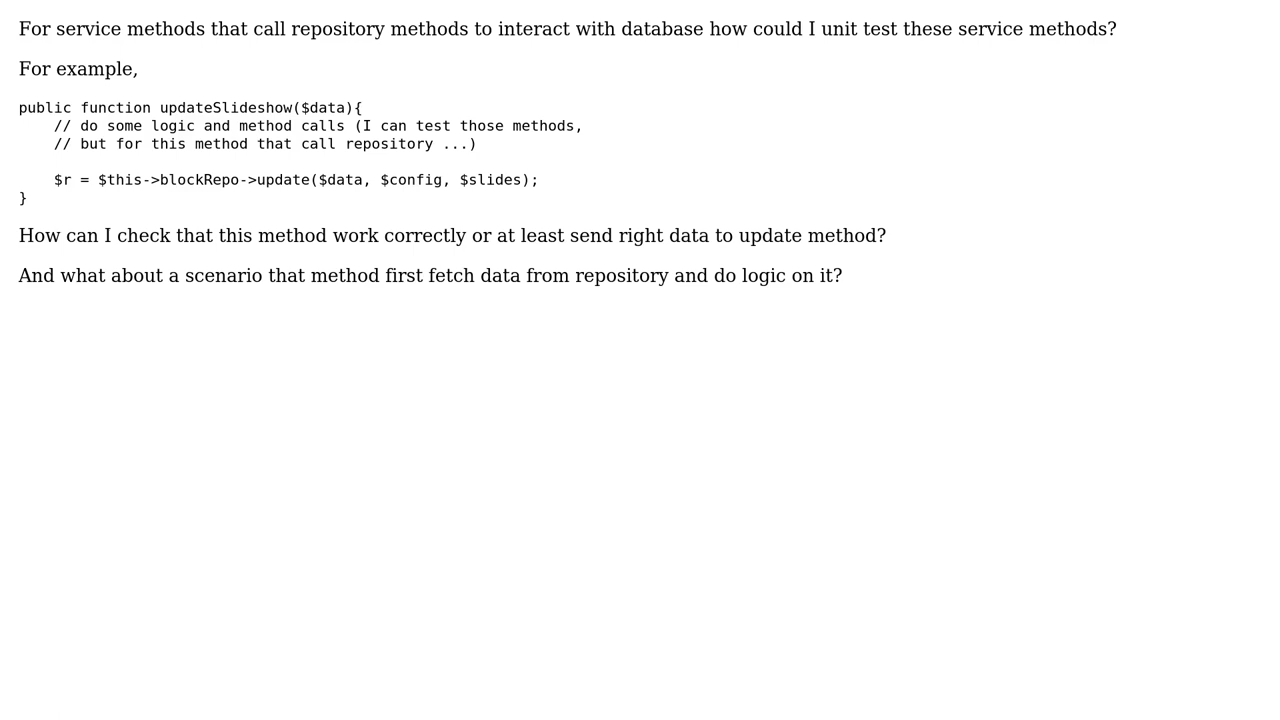 For service methods that call repository methods to interact with database how could I unit test these service methods?
For example,
public function updateSlideshow($data){
    // do some logic and method calls (I can test those methods,
    // but for this method that call repository ...)
    $r = $this->blockRepo->update($data, $config, $slides);
}
How can I check that this method work correctly or at least send right data to update method?
And what about a scenario that method first fetch data from repository and do logic on it?